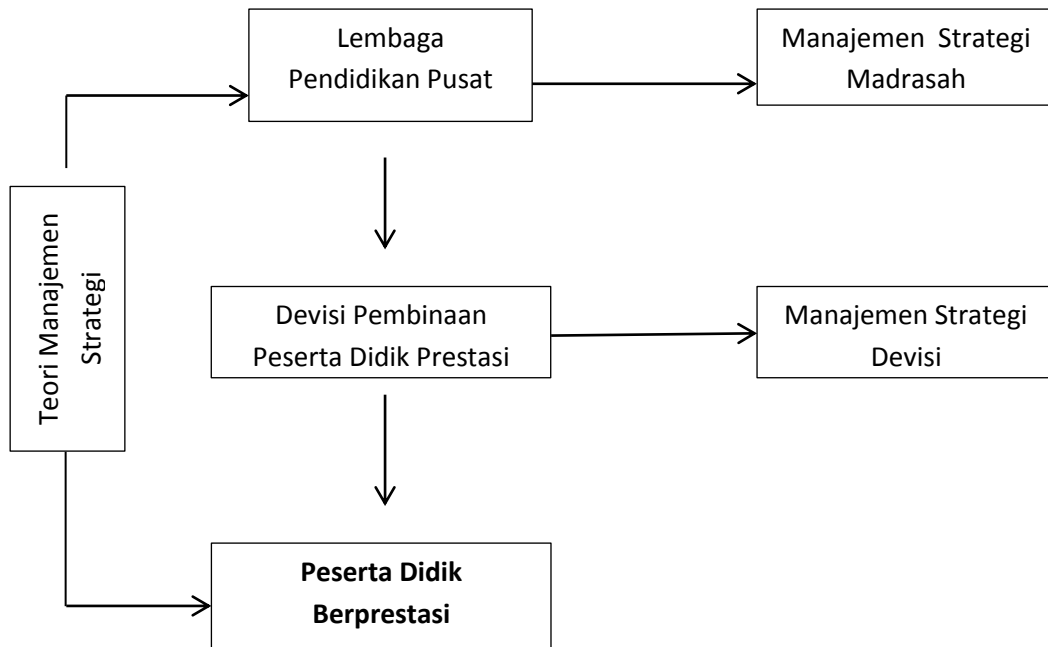 Lembaga
Pendidikan Pusat
Manajemen Strategi
Madrasah
Teori Manajemen
Strategi
Devisi Pembinaan
Peserta Didik Prestasi
Manajemen Strategi
Devisi
Peserta Didik
Berprestasi